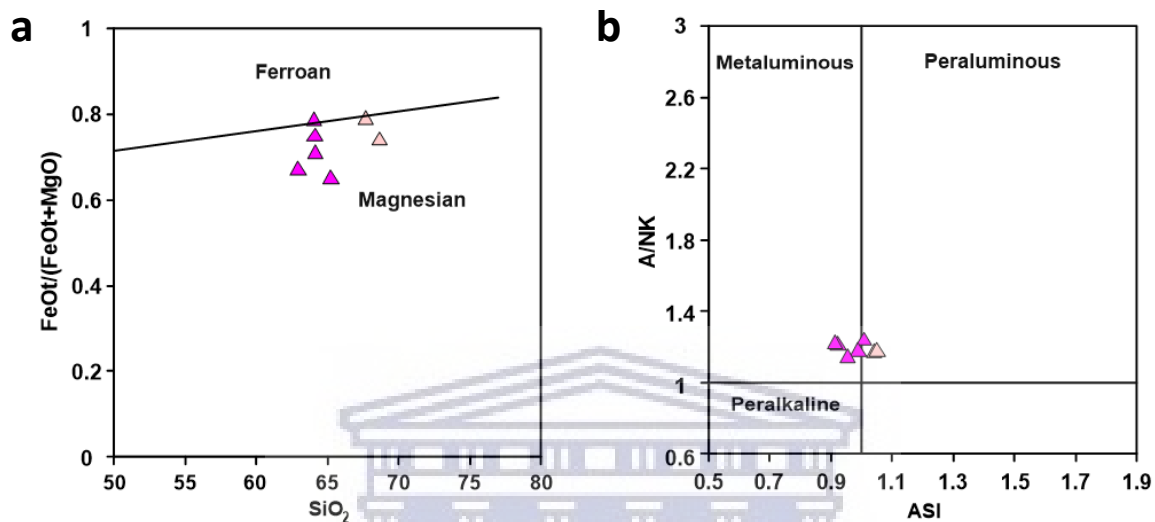 a
1
0.8
0.6
0.4
0.2
0
FeOt/(FeOt+MgO)
Ferroan
Magnesian
50 55 60 65 70 75 80
SiO₂
b
3
2.6
2.2
1.8
1.4
1
0.6
A/NK
Metaluminous Peraluminous
Peralkaline
0.5 0.7 0.9 1.1 1.3 1.5 1.7 1.9
ASI